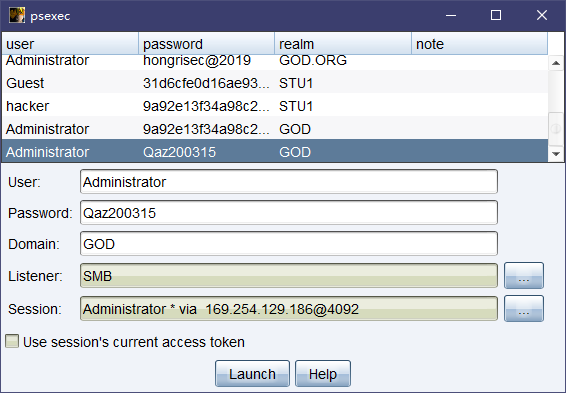 psexec
user password realm note
Administrator hongrisec@2019 GOD.ORG
Guest 31d6cfe0d16ae93... STU1
hacker 9a92e13f34a98c2... STU1
Administrator 9a92e13f34a98c2... GOD
Administrator Qaz200315 GOD
User: Administrator
Password: Qaz200315
Domain: GOD
Listener: SMB ...
Session: Administrator * via 169.254.129.186@4092 ...
Use session's current access token
Launch Help